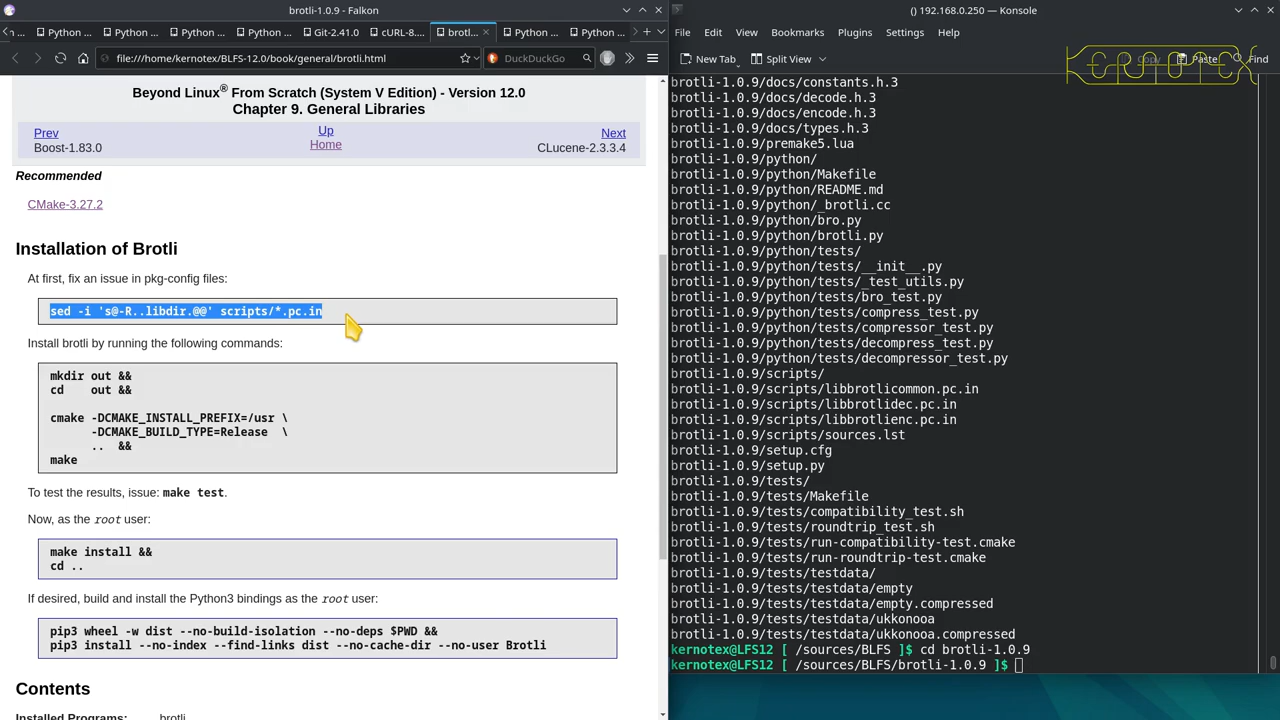 brotli-1.0.9 - Falkon
n ...
Python ...
Python ...
Python ...
Python ...
Git-2.41.0
cURL-8....
brotl...
Python ...
Python ...
file:///home/kernotex/BLFS-12.0/book/general/brotli.html
DuckDuckGo
Beyond Linux® From Scratch (System V Edition) - Version 12.0
Chapter 9. General Libraries
Prev Up Next
Boost-1.83.0 Home CLucene-2.3.3.4
Recommended
CMake-3.27.2
Installation of Brotli
At first, fix an issue in pkg-config files:
sed -i 's@-R..libdir.@@' scripts/*.pc.in
Install brotli by running the following commands:
mkdir out &&
cd    out &&
cmake -DCMAKE_INSTALL_PREFIX=/usr \
      -DCMAKE_BUILD_TYPE=Release  \
      ..  &&
make
To test the results, issue: make test.
Now, as the root user:
make install &&
cd ..
If desired, build and install the Python3 bindings as the root user:
pip3 wheel -w dist --no-build-isolation --no-deps $PWD &&
pip3 install --no-index --find-links dist --no-cache-dir --no-user Brotli
Contents
Installed Programs: brotli
() 192.168.0.250 — Konsole
File Edit View Bookmarks Plugins Settings Help
New Tab Split View Copy Paste Find
KernotEX
brotli-1.0.9/docs/constants.h.3
brotli-1.0.9/docs/decode.h.3
brotli-1.0.9/docs/encode.h.3
brotli-1.0.9/docs/types.h.3
brotli-1.0.9/premake5.lua
brotli-1.0.9/python/
brotli-1.0.9/python/Makefile
brotli-1.0.9/python/README.md
brotli-1.0.9/python/_brotli.cc
brotli-1.0.9/python/bro.py
brotli-1.0.9/python/brotli.py
brotli-1.0.9/python/tests/
brotli-1.0.9/python/tests/__init__.py
brotli-1.0.9/python/tests/_test_utils.py
brotli-1.0.9/python/tests/bro_test.py
brotli-1.0.9/python/tests/compress_test.py
brotli-1.0.9/python/tests/compressor_test.py
brotli-1.0.9/python/tests/decompress_test.py
brotli-1.0.9/python/tests/decompressor_test.py
brotli-1.0.9/scripts/
brotli-1.0.9/scripts/libbrotlicommon.pc.in
brotli-1.0.9/scripts/libbrotlidec.pc.in
brotli-1.0.9/scripts/libbrotlienc.pc.in
brotli-1.0.9/scripts/sources.lst
brotli-1.0.9/setup.cfg
brotli-1.0.9/setup.py
brotli-1.0.9/tests/
brotli-1.0.9/tests/Makefile
brotli-1.0.9/tests/compatibility_test.sh
brotli-1.0.9/tests/roundtrip_test.sh
brotli-1.0.9/tests/run-compatibility-test.cmake
brotli-1.0.9/tests/run-roundtrip-test.cmake
brotli-1.0.9/tests/testdata/
brotli-1.0.9/tests/testdata/empty
brotli-1.0.9/tests/testdata/empty.compressed
brotli-1.0.9/tests/testdata/ukkonooa
brotli-1.0.9/tests/testdata/ukkonooa.compressed
kernotex@LFS12 [ /sources/BLFS ]$ cd brotli-1.0.9
kernotex@LFS12 [ /sources/BLFS/brotli-1.0.9 ]$